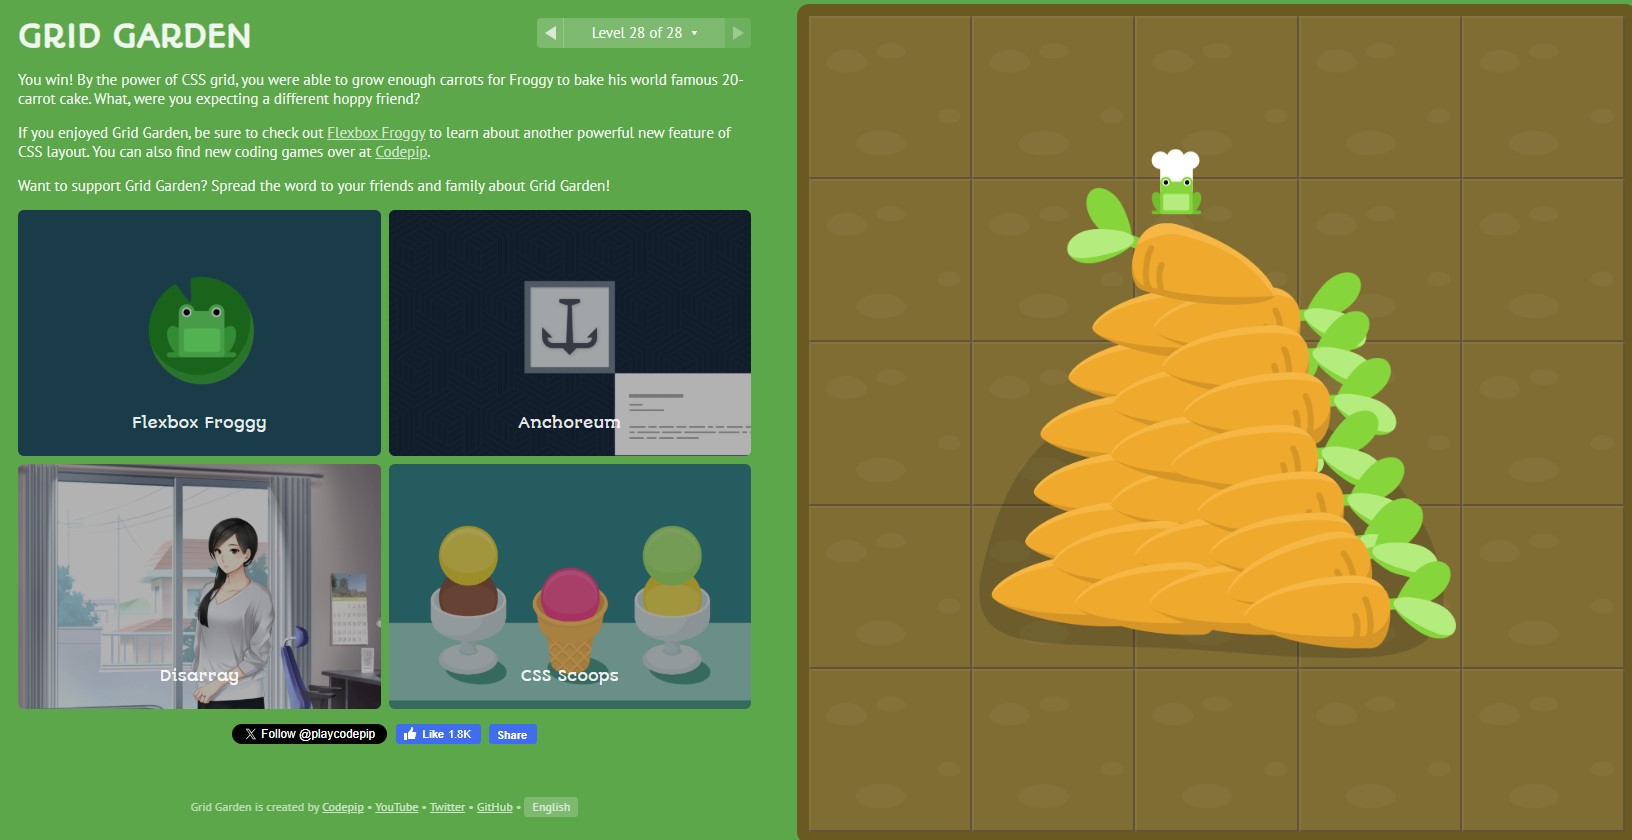 GRID GARDEN
Level 28 of 28
You win! By the power of CSS grid, you were able to grow enough carrots for Froggy to bake his world famous 20-
carrot cake. What, were you expecting a different hoppy friend?
If you enjoyed Grid Garden, be sure to check out Flexbox Froggy to learn about another powerful new feature of
CSS layout. You can also find new coding games over at Codepip.
Want to support Grid Garden? Spread the word to your friends and family about Grid Garden!
Flexbox Froggy
Anchoreum
Disarray
CSS Scoops
Follow @playcodepip
Like 1.8K
Share
Grid Garden is created by Codepip • YouTube • Twitter • GitHub • English